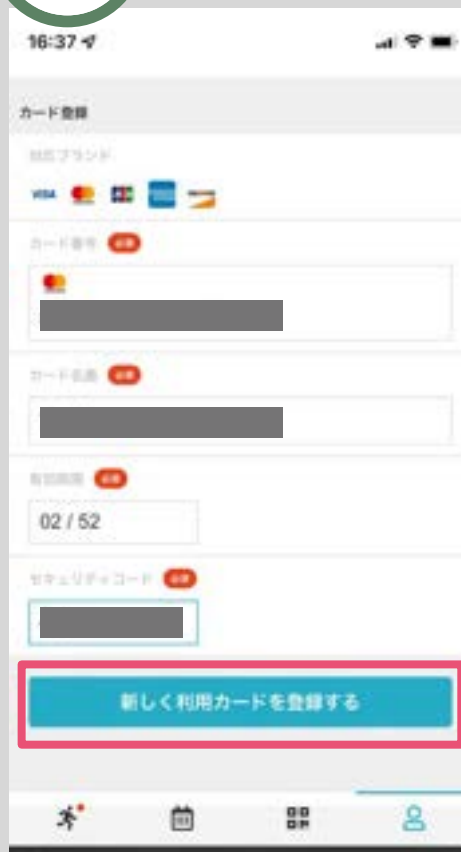 16:37
カード登録
対応ブランド
VISA
カード番号 必須
カード名義 必須
有効期限 必須
02 / 52
セキュリティコード 必須
新しく利用カードを登録する